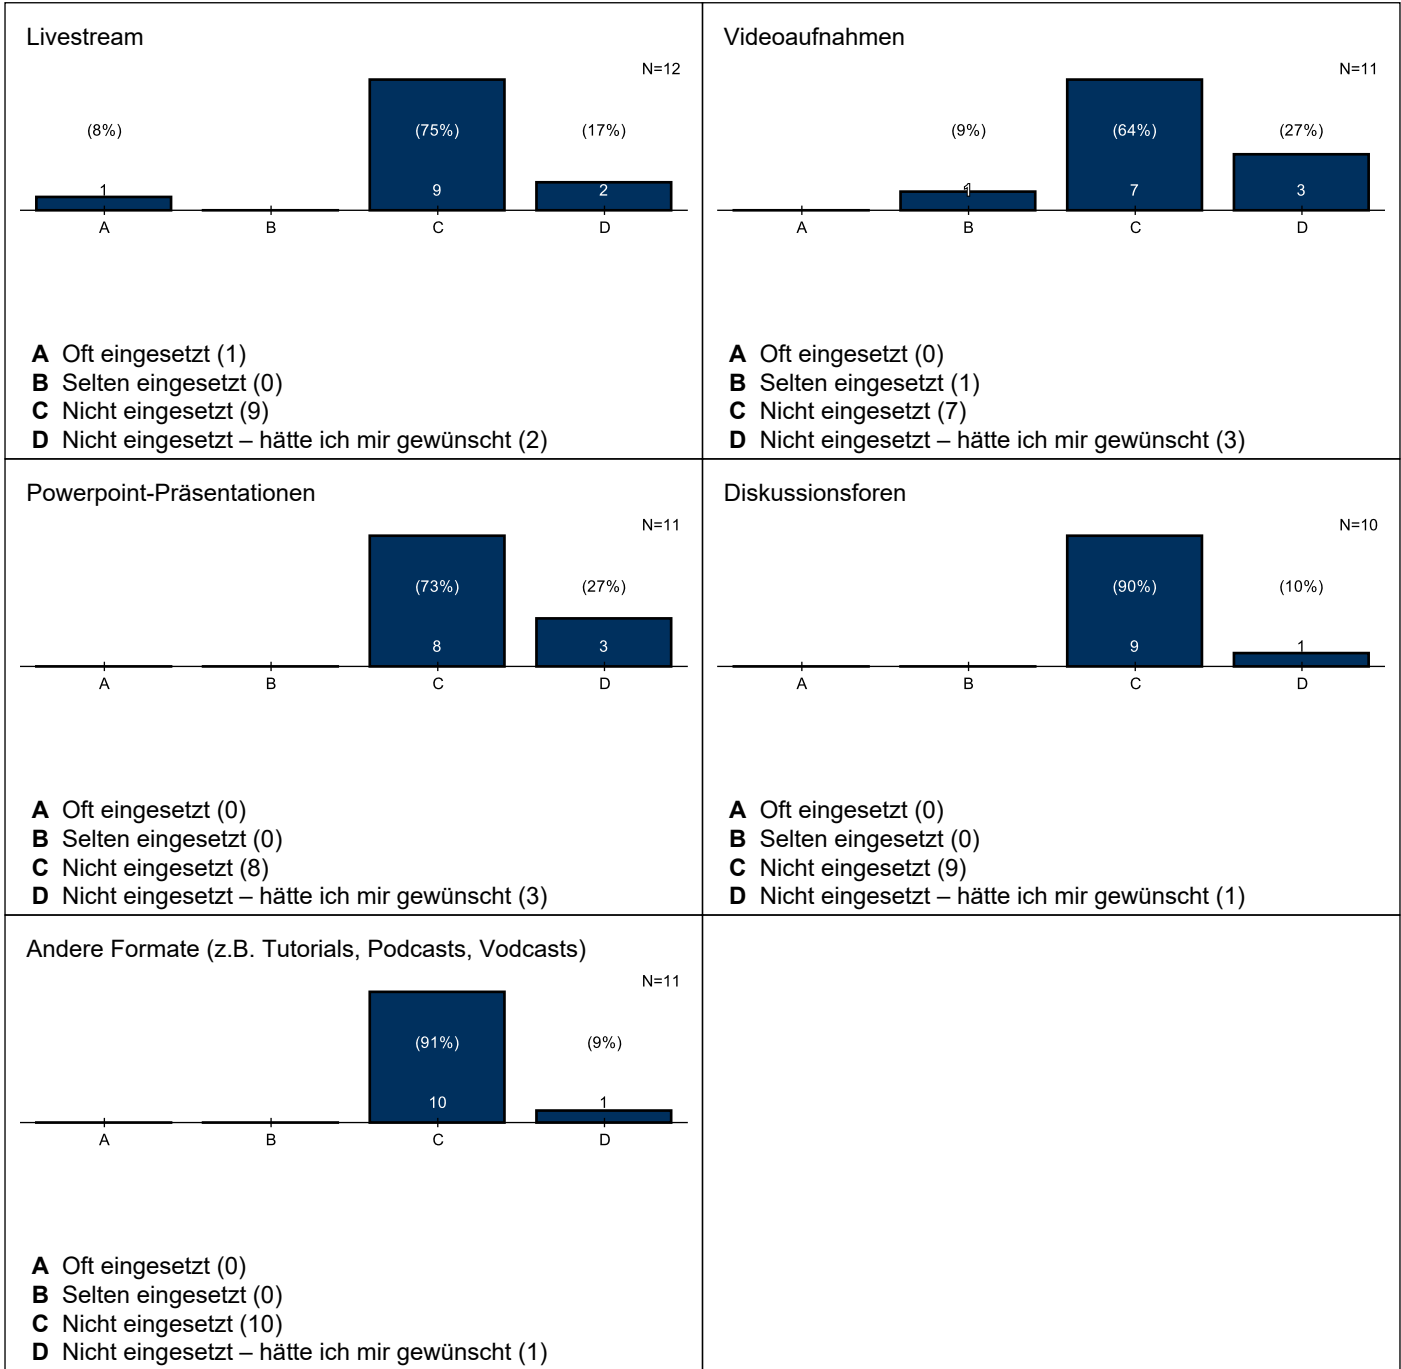 Livestream
N=12
(8%) (75%) (17%)
1 9 2
A B C D
A Oft eingesetzt (1)
B Selten eingesetzt (0)
C Nicht eingesetzt (9)
D Nicht eingesetzt – hätte ich mir gewünscht (2)
Videoaufnahmen
N=11
(9%) (64%) (27%)
1 7 3
A B C D
A Oft eingesetzt (0)
B Selten eingesetzt (1)
C Nicht eingesetzt (7)
D Nicht eingesetzt – hätte ich mir gewünscht (3)
Powerpoint-Präsentationen
N=11
(73%) (27%)
8 3
A B C D
A Oft eingesetzt (0)
B Selten eingesetzt (0)
C Nicht eingesetzt (8)
D Nicht eingesetzt – hätte ich mir gewünscht (3)
Diskussionsforen
N=10
(90%) (10%)
9 1
A B C D
A Oft eingesetzt (0)
B Selten eingesetzt (0)
C Nicht eingesetzt (9)
D Nicht eingesetzt – hätte ich mir gewünscht (1)
Andere Formate (z.B. Tutorials, Podcasts, Vodcasts)
N=11
(91%) (9%)
10 1
A B C D
A Oft eingesetzt (0)
B Selten eingesetzt (0)
C Nicht eingesetzt (10)
D Nicht eingesetzt – hätte ich mir gewünscht (1)